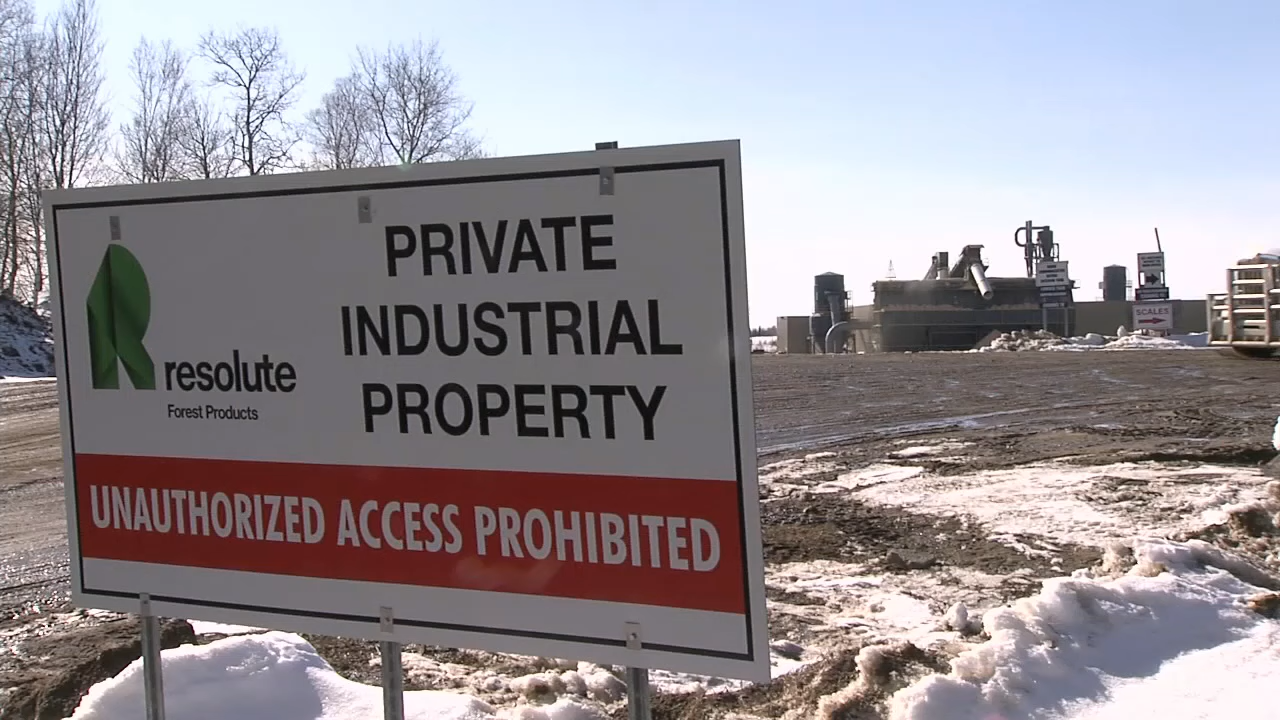 PRIVATE
INDUSTRIAL
PROPERTY
resolute
Forest Products
UNAUTHORIZED ACCESS PROHIBITED
SCALES